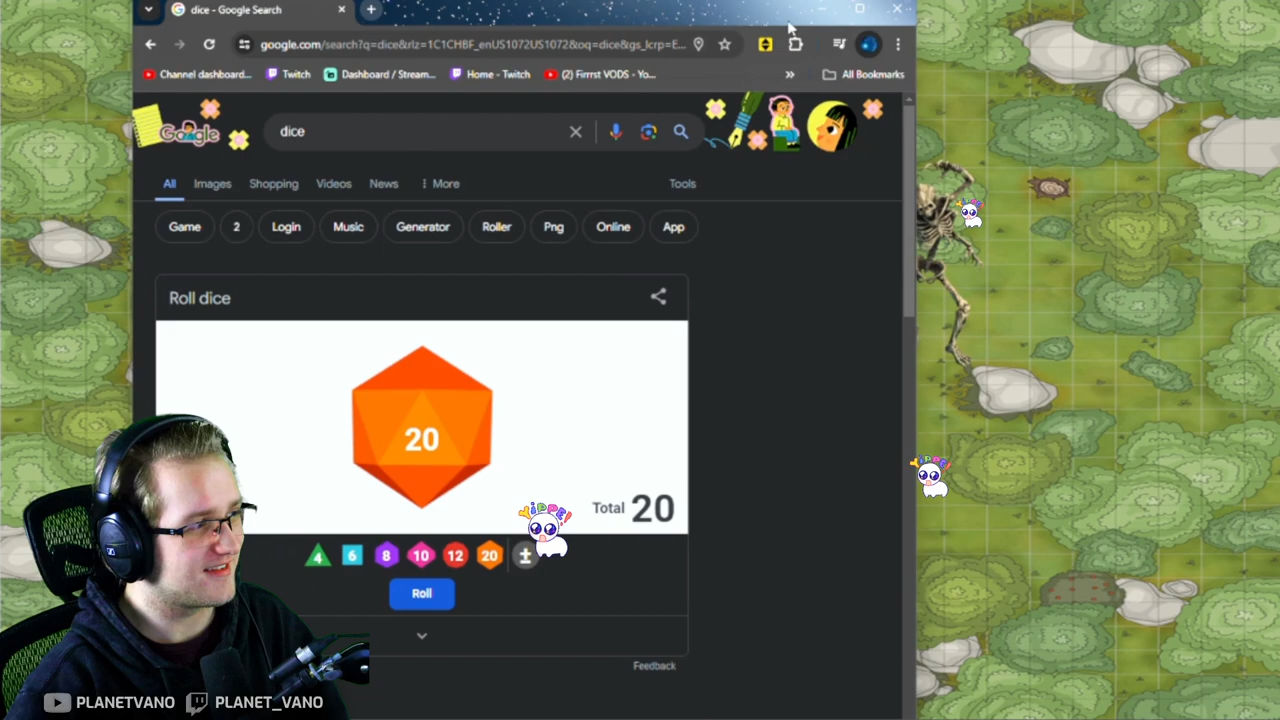 dice - Google Search
google.com/search?q=dice&rlz=1C1CHBF_enUS1072US1072&oq=dice&gs_lcrp=E...
Channel dashboard...
Twitch
Dashboard / Stream...
Home - Twitch
(2) Firrrst VODS - Yo...
»
All Bookmarks
Google
dice
All
Images
Shopping
Videos
News
More
Tools
Game
2
Login
Music
Generator
Roller
Png
Online
App
Roll dice
20
Total 20
YIPPE!
4
6
8
10
12
20
±
Roll
Feedback
PLANETVANO
PLANET_VANO